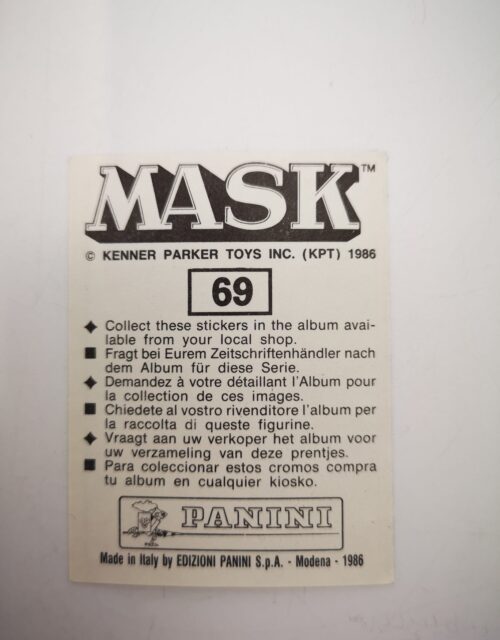 MASK™
© KENNER PARKER TOYS INC. (KPT) 1986
69
◆ Collect these stickers in the album avai-
lable from your local shop.
■ Fragt bei Eurem Zeitschriftenhändler nach
dem Album für diese Serie.
◆ Demandez à votre détaillant l'Album pour
la collection de ces images.
■ Chiedete al vostro rivenditore l'album per
la raccolta di queste figurine.
◆ Vraagt aan uw verkoper het album voor
uw verzameling van deze prentjes.
■ Para coleccionar estos cromos compra
tu album en cualquier kiosko.
PANINI
Made in Italy by EDIZIONI PANINI S.p.A. - Modena - 1986